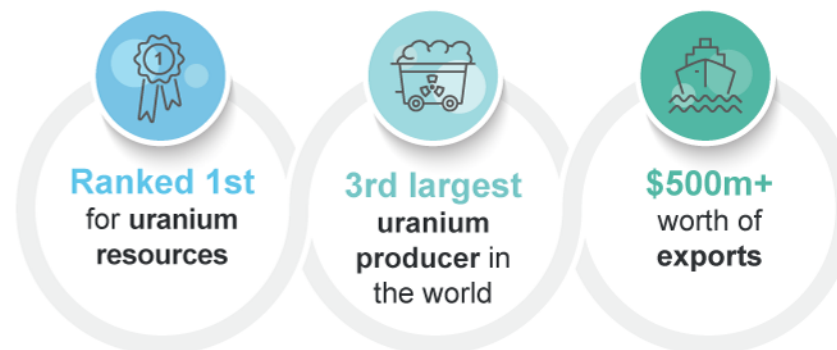 1
Ranked 1st
for uranium
resources
3rd largest
uranium
producer in
the world
$500m+
worth of
exports